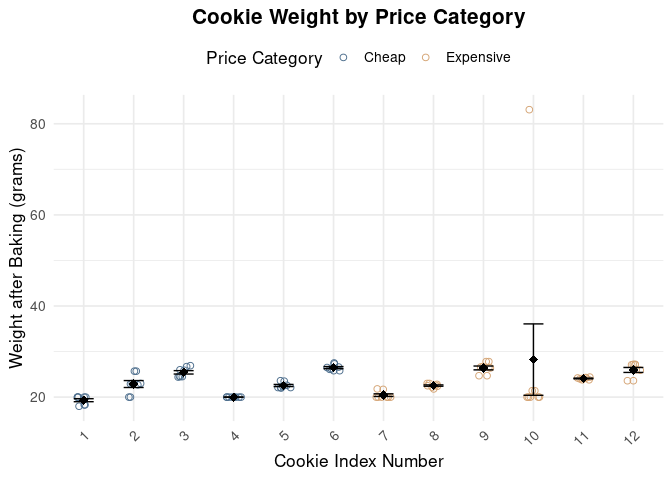 Cookie Weight by Price Category
Price Category Cheap Expensive
Weight after Baking (grams)
80
60
40
20
1 2 3 4 5 6 7 8 9 10 11 12
Cookie Index Number